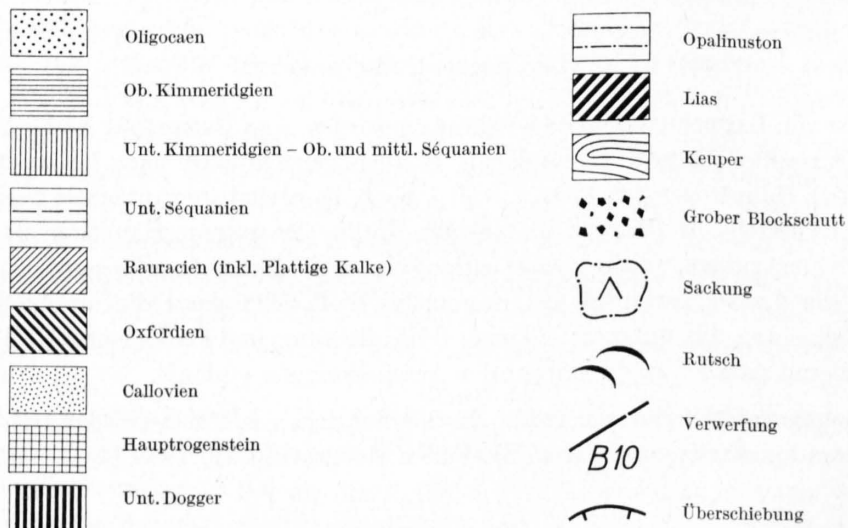 Oligocaen
Ob. Kimmeridgien
Unt. Kimmeridgien – Ob. und mittl. Séquanien
Unt. Séquanien
Rauracien (inkl. Plattige Kalke)
Oxfordien
Callovien
Hauptrogenstein
Unt. Dogger
Opalinuston
Lias
Keuper
Grober Blockschutt
Sackung
Rutsch
Verwerfung
B10
Überschiebung